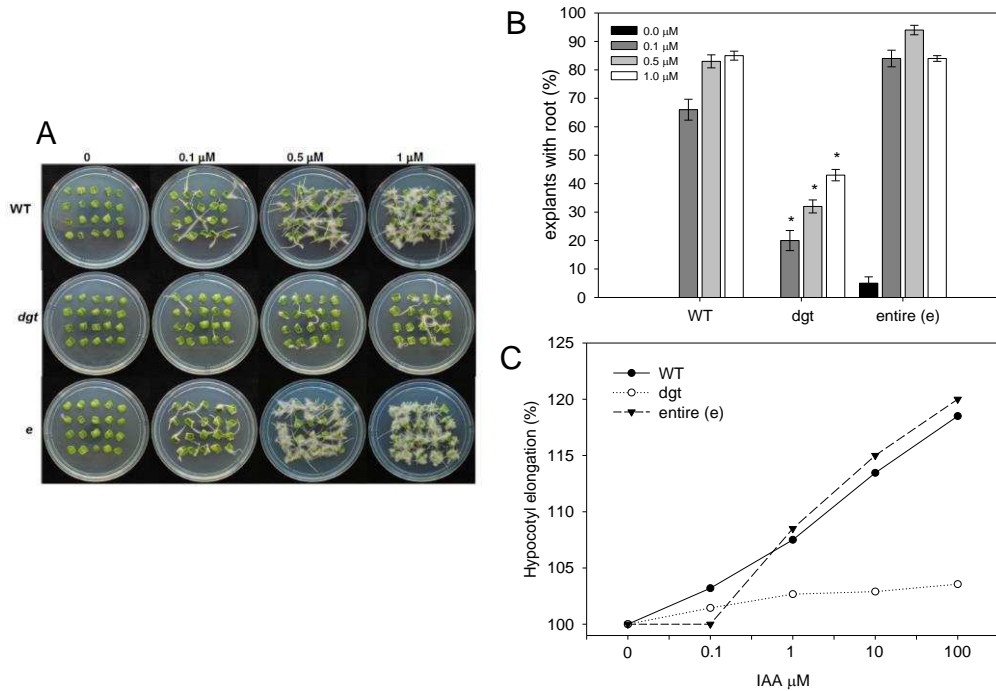 A
0 0.1 µM 0.5 µM 1 µM
WT
dgt
e
B
explants with root (%)
100
90
80
70
60
50
40
30
20
10
0
0.0 µM
0.1 µM
0.5 µM
1.0 µM
* * *
WT dgt entire (e)
C
Hypocotyl elongation (%)
125
120
115
110
105
100
WT
dgt
entire (e)
0 0.1 1 10 100
IAA µM